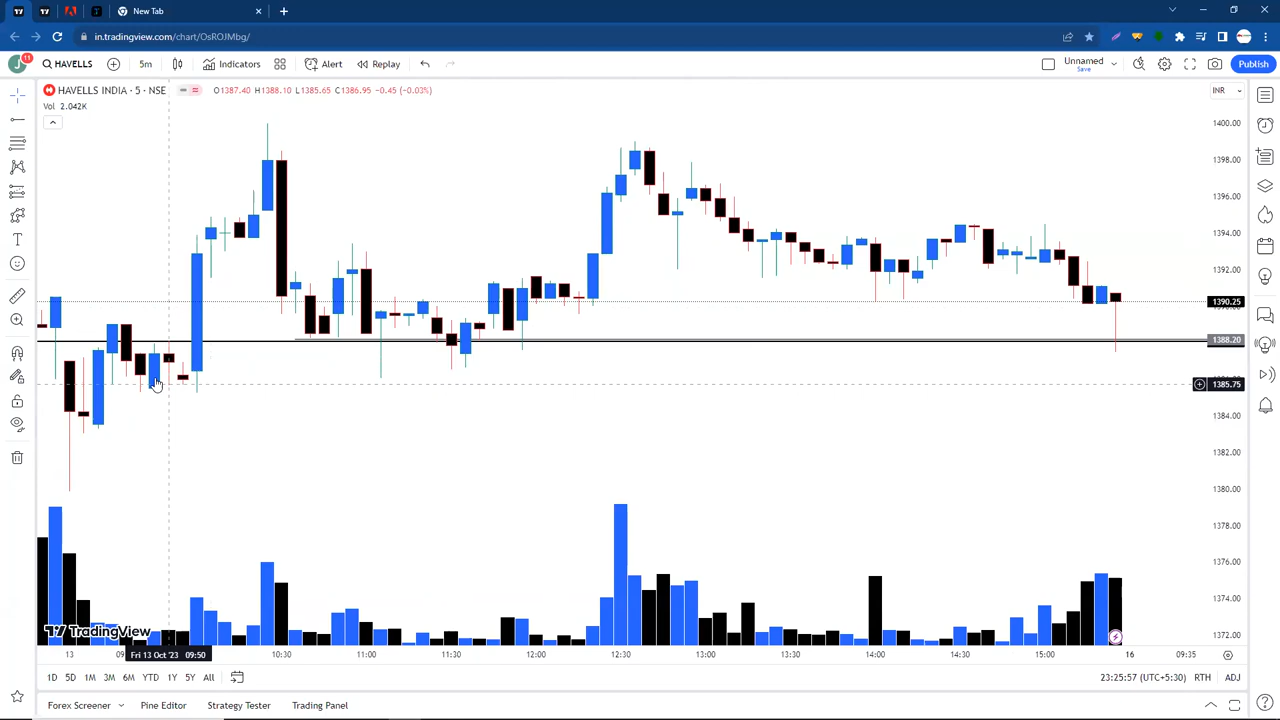 New Tab
in.tradingview.com/chart/OsROJMbg/
J 11 HAVELLS 5m Indicators Alert Replay Unnamed Save Publish
HAVELLS INDIA · 5 · NSE O1387.40 H1388.10 L1385.65 C1386.95 -0.45 (-0.03%) INR
Vol 2.042K
1400.00
1398.00
1396.00
1394.00
1392.00
1390.25
1388.20
1385.75
1384.00
1382.00
1380.00
1378.00
1376.00
1374.00
1372.00
TradingView
13 Fri 13 Oct '23 09:50 10:30 11:00 11:30 12:00 12:30 13:00 13:30 14:00 14:30 15:00 16 09:35
1D 5D 1M 3M 6M YTD 1Y 5Y All 23:25:57 (UTC+5:30) RTH ADJ
Forex Screener Pine Editor Strategy Tester Trading Panel